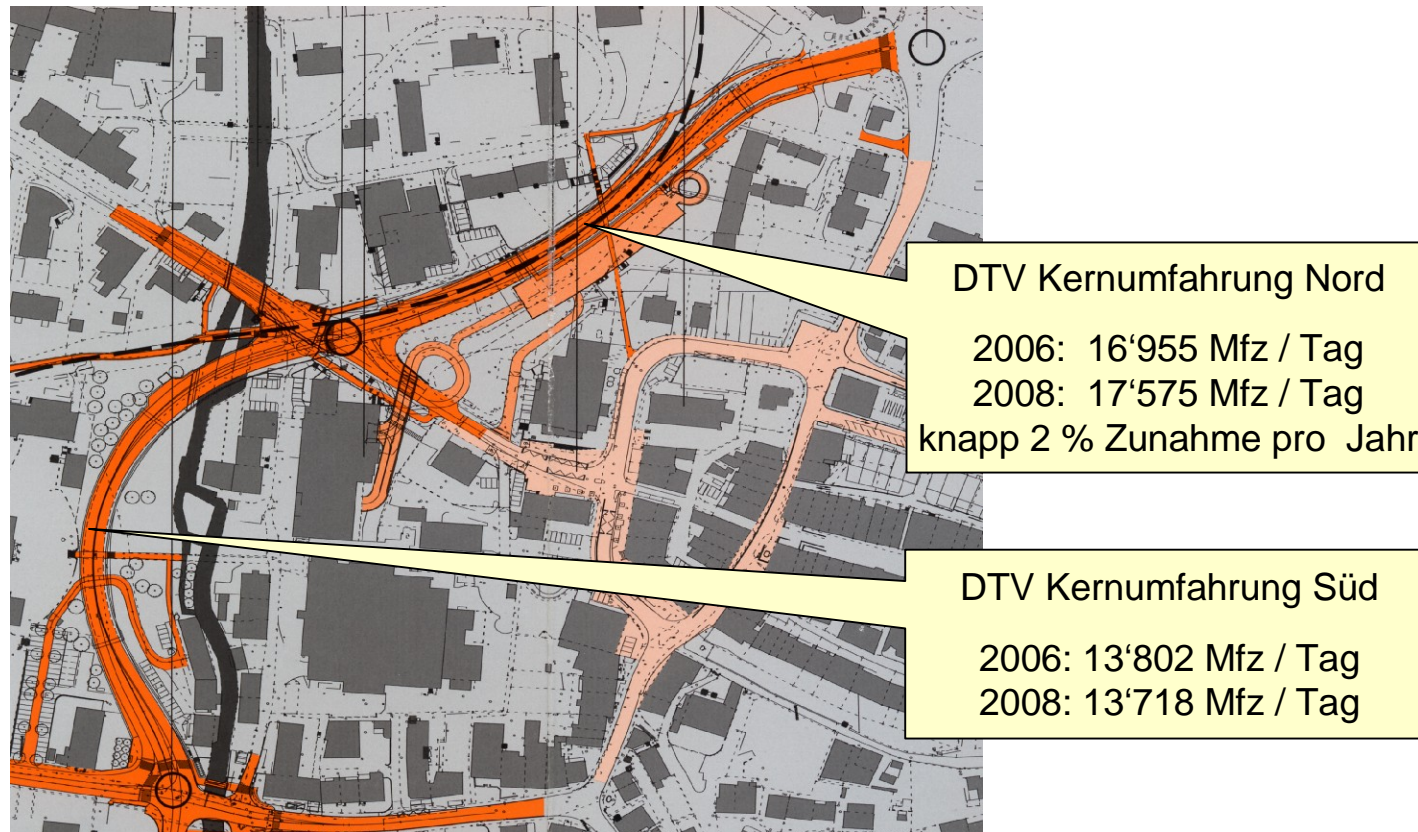 DTV Kernumfahrung Nord
2006: 16‘955 Mfz / Tag
2008: 17‘575 Mfz / Tag
knapp 2 % Zunahme pro Jahr
DTV Kernumfahrung Süd
2006: 13‘802 Mfz / Tag
2008: 13‘718 Mfz / Tag